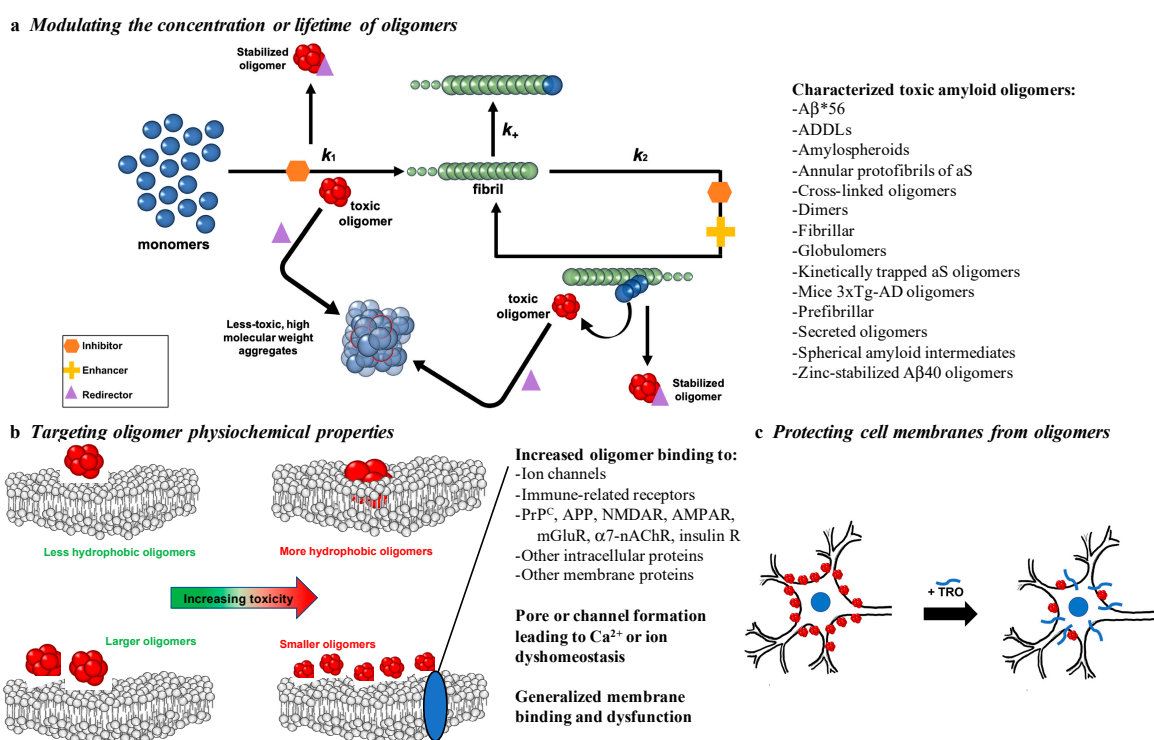 a Modulating the concentration or lifetime of oligomers
Stabilized
oligomer
monomers
k1
toxic
oligomer
k+
fibril
k2
Less-toxic, high
molecular weight
aggregates
toxic
oligomer
Stabilized
oligomer
Inhibitor
Enhancer
Redirector
Characterized toxic amyloid oligomers:
-Aβ*56
-ADDLs
-Amylospheroids
-Annular protofibrils of aS
-Cross-linked oligomers
-Dimers
-Fibrillar
-Globulomers
-Kinetically trapped aS oligomers
-Mice 3xTg-AD oligomers
-Prefibrillar
-Secreted oligomers
-Spherical amyloid intermediates
-Zinc-stabilized Aβ40 oligomers
b Targeting oligomer physiochemical properties
Less hydrophobic oligomers
More hydrophobic oligomers
Increasing toxicity
Larger oligomers
Smaller oligomers
Increased oligomer binding to:
-Ion channels
-Immune-related receptors
-PrPC, APP, NMDAR, AMPAR,
mGluR, α7-nAChR, insulin R
-Other intracellular proteins
-Other membrane proteins
Pore or channel formation
leading to Ca2+ or ion
dyshomeostasis
Generalized membrane
binding and dysfunction
c Protecting cell membranes from oligomers
+ TRO